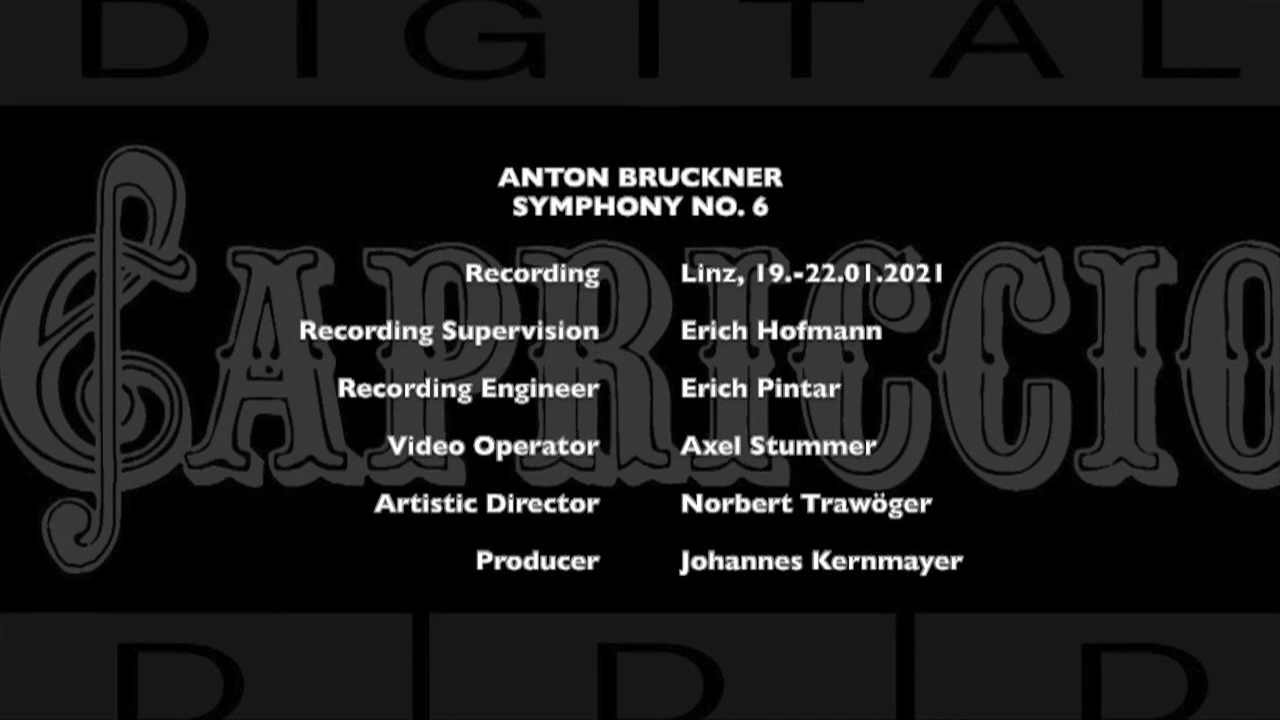 DIGITAL
CAPRICCIO
ANTON BRUCKNER
SYMPHONY NO. 6
Recording Linz, 19.-22.01.2021
Recording Supervision Erich Hofmann
Recording Engineer Erich Pintar
Video Operator Axel Stummer
Artistic Director Norbert Trawöger
Producer Johannes Kernmayer
D D D